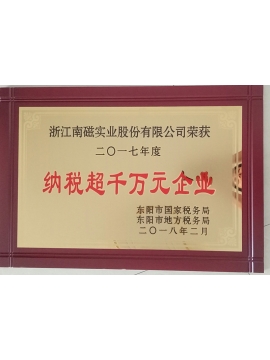 浙江南磁实业股份有限公司荣获
二〇一七年度
纳税超千万元企业
东阳市国家税务局
东阳市地方税务局
二〇一八年二月